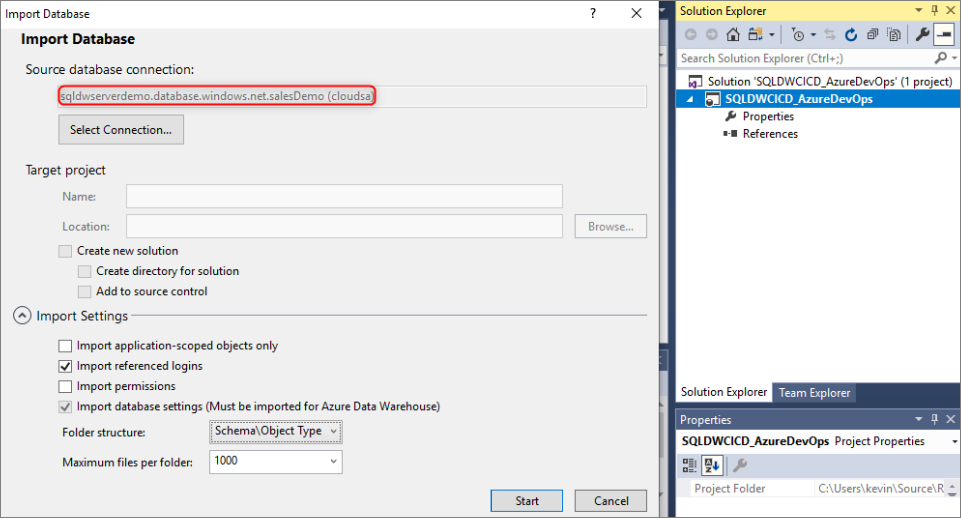 Import Database
?
Import Database
Source database connection:
sqldwserverdemo.database.windows.net.salesDemo (cloudsa)
Select Connection...
Target project
Name:
Location:
Browse...
Create new solution
Create directory for solution
Add to source control
Import Settings
Import application-scoped objects only
Import referenced logins
Import permissions
Import database settings (Must be imported for Azure Data Warehouse)
Folder structure:
Schema\Object Type
Maximum files per folder:
1000
Start
Cancel
Solution Explorer
Search Solution Explorer (Ctrl+;)
Solution 'SQLDWCICD_AzureDevOps' (1 project)
SQLDWCICD_AzureDevOps
Properties
References
Solution Explorer
Team Explorer
Properties
SQLDWCICD_AzureDevOps Project Properties
Project Folder
C:\Users\kevin\Source\R